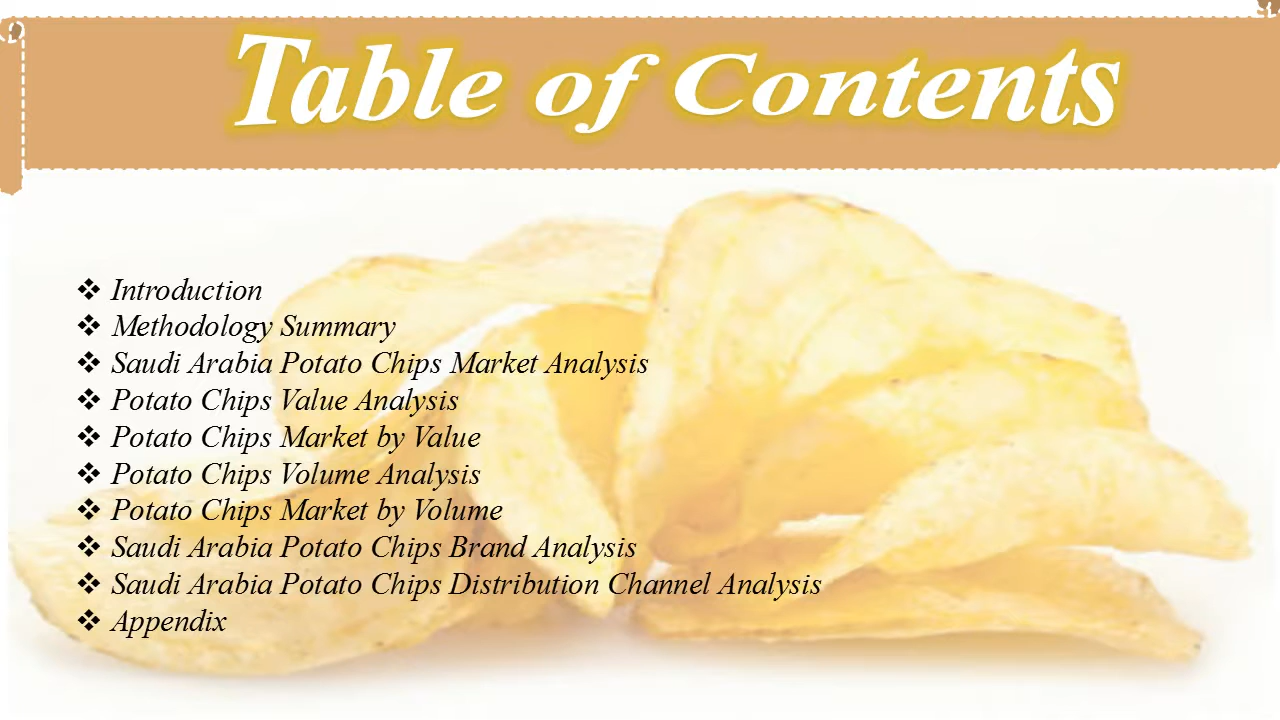 Table of Contents
❖ Introduction
❖ Methodology Summary
❖ Saudi Arabia Potato Chips Market Analysis
❖ Potato Chips Value Analysis
❖ Potato Chips Market by Value
❖ Potato Chips Volume Analysis
❖ Potato Chips Market by Volume
❖ Saudi Arabia Potato Chips Brand Analysis
❖ Saudi Arabia Potato Chips Distribution Channel Analysis
❖ Appendix